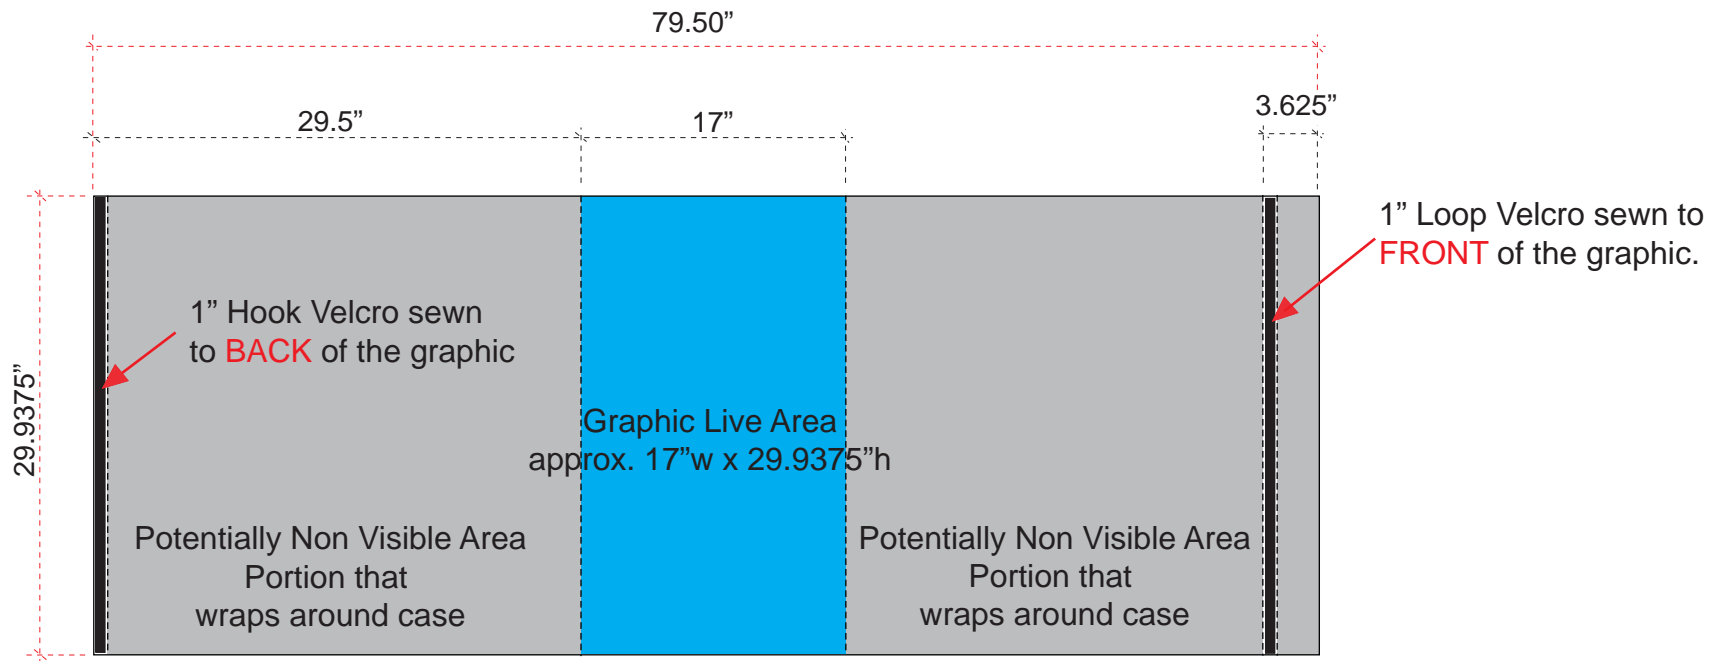 79.50”
29.5”
17”
3.625”
29.9375”
1” Hook Velcro sewn
to BACK of the graphic
1” Loop Velcro sewn to
FRONT of the graphic.
Graphic Live Area
approx. 17”w x 29.9375”h
Potentially Non Visible Area
Portion that
wraps around case
Potentially Non Visible Area
Portion that
wraps around case